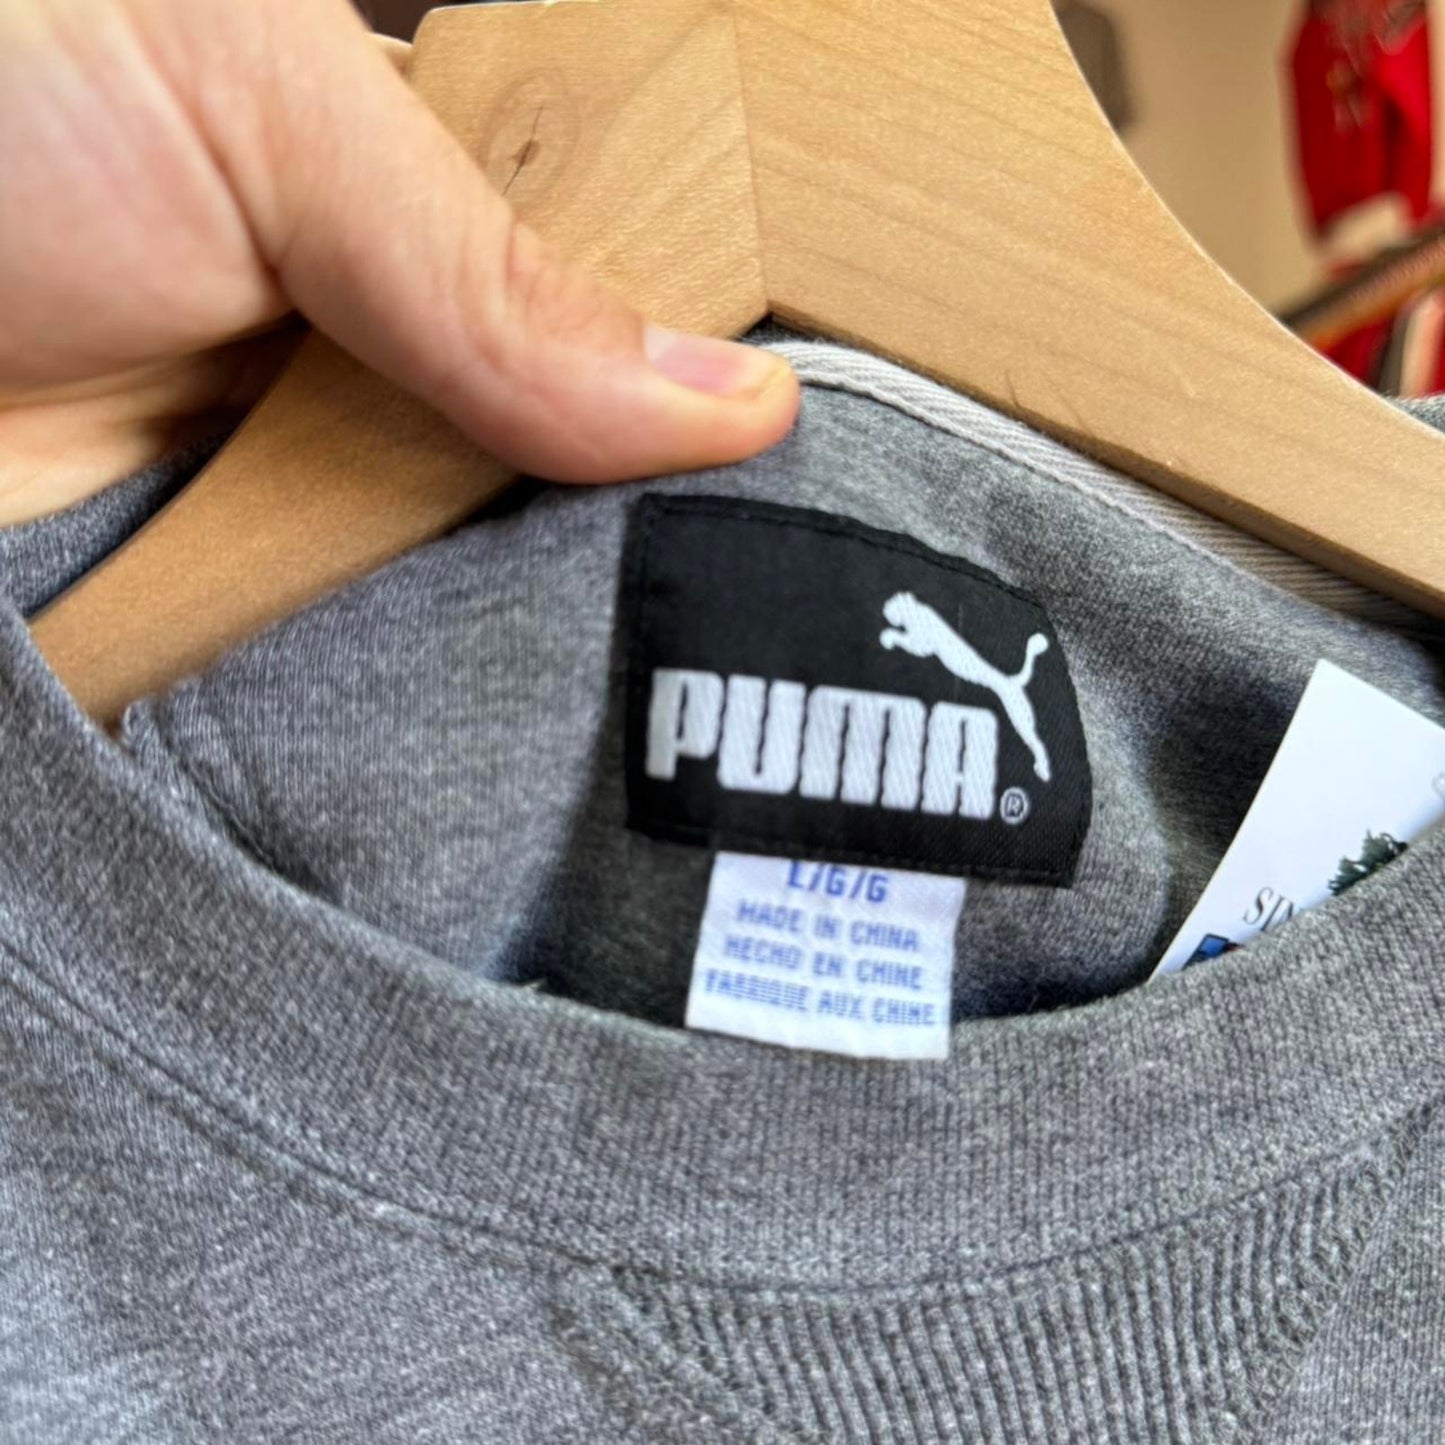 PUMA®
L/G/G
MADE IN CHINA
HECHO EN CHINE
FABRIQUE AUX CHINE